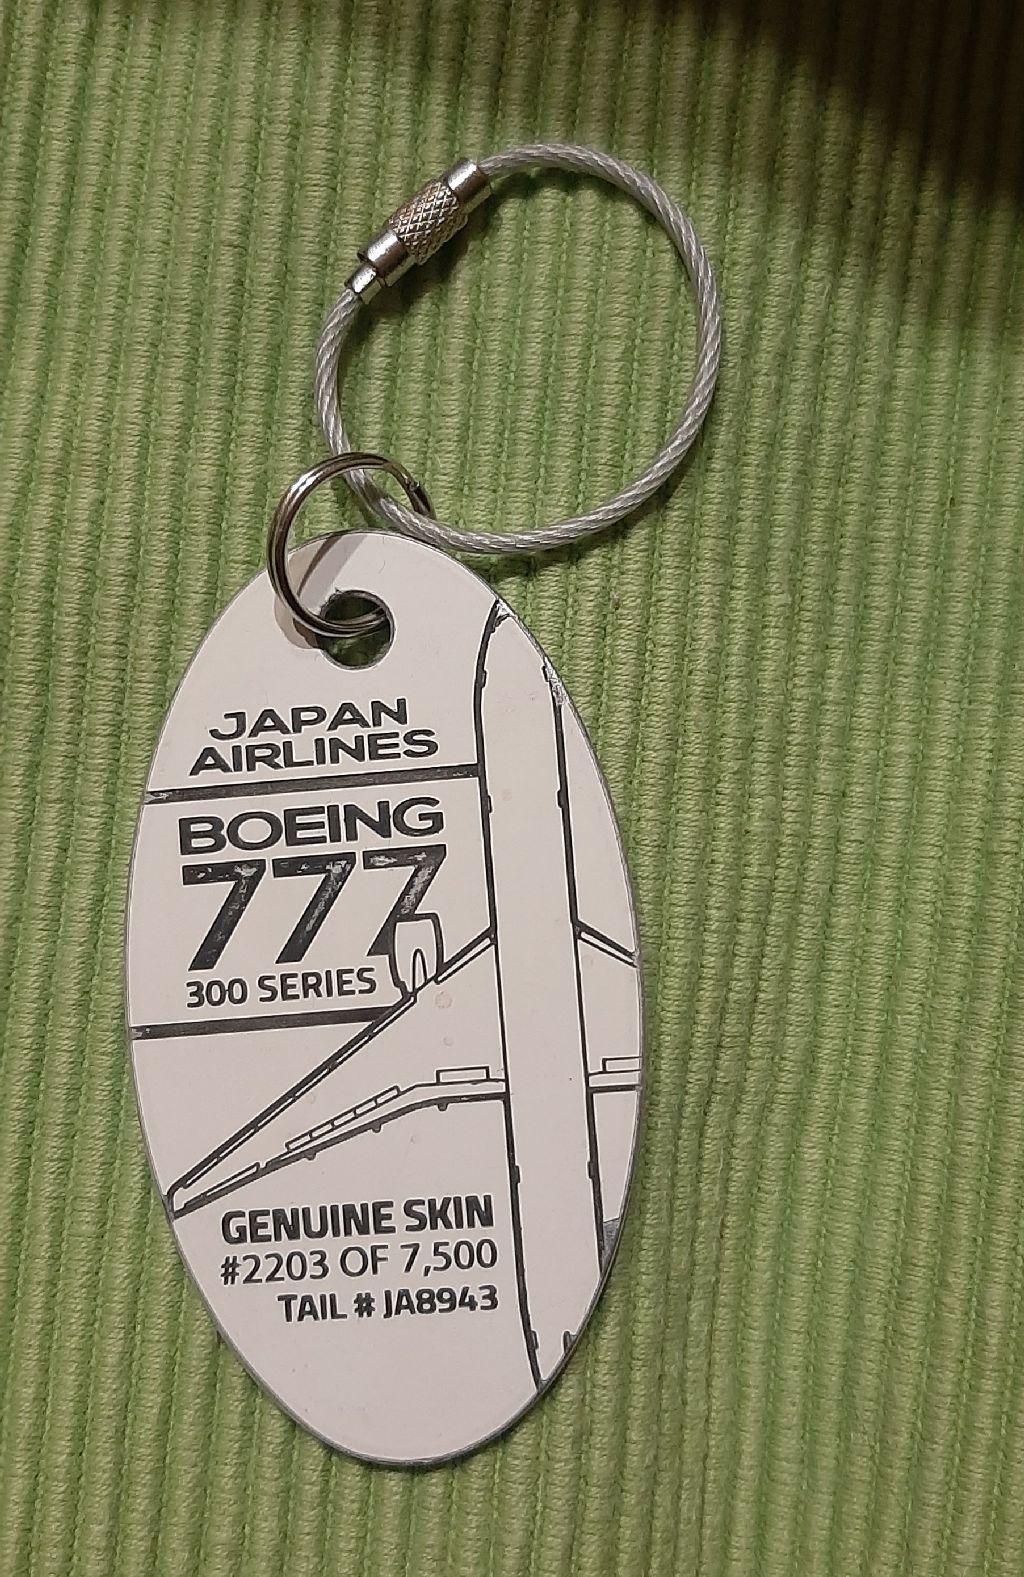 JAPAN
AIRLINES
BOEING
777
300 SERIES
GENUINE SKIN
#2203 OF 7,500
TAIL # JA8943